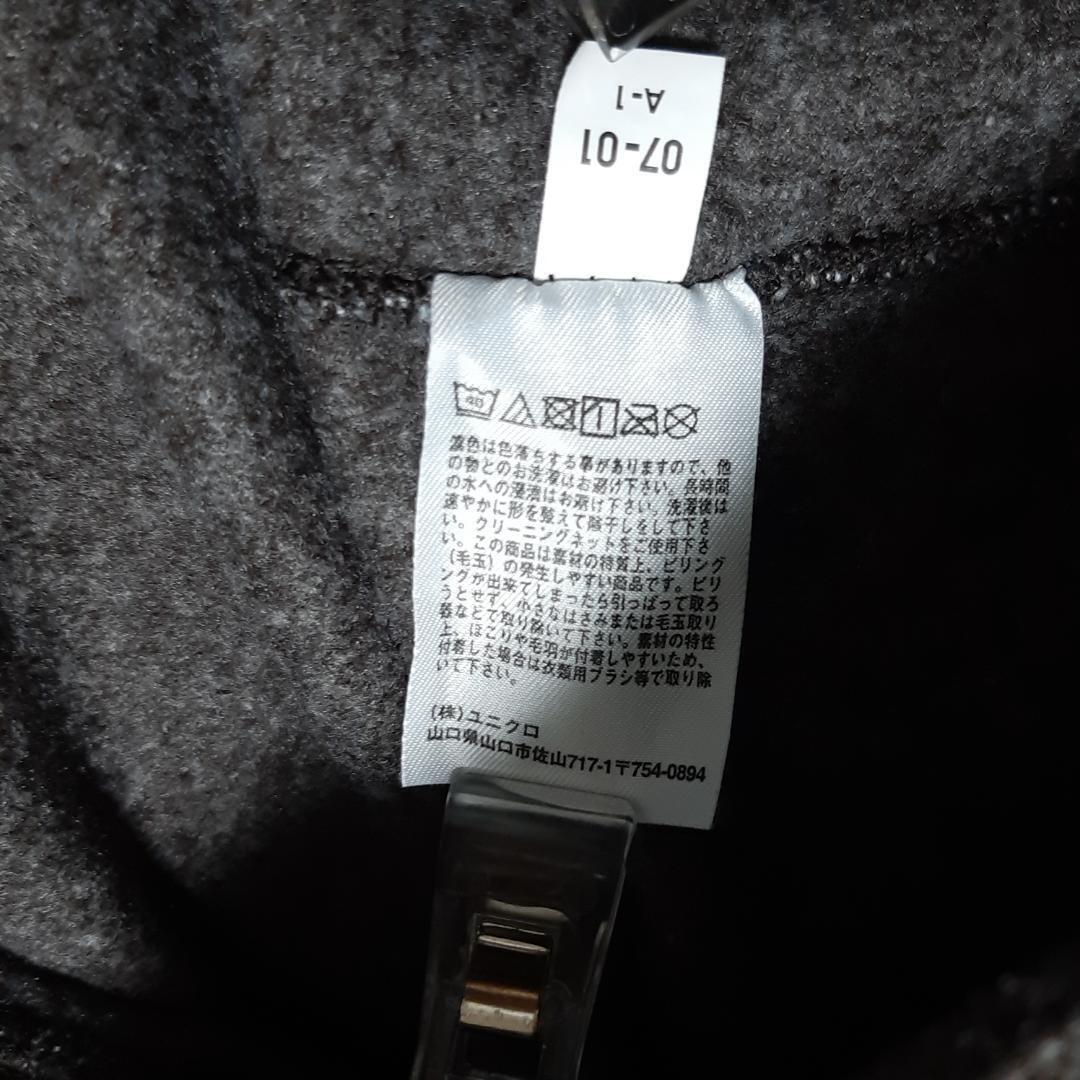 07-01
A-1
40
濃色は色落ちする事がありますので、他
の物とのお洗濯はお避け下さい。長時間
の水への浸漬はお避け下さい。洗濯後は
速やかに形を整えて陰干しをして下さ
い。クリーニングネットをご使用下さ
い。この商品は素材の特質上、ピリング
(毛玉)の発生しやすい商品です。ピリ
ングが出来てしまったら引っぱって取ろ
うとせず、小さなはさみまたは毛玉取り
器などで取り除いて下さい。素材の特性
上、ほこりや毛羽が付着しやすいため、
付着した場合は衣類用ブラシ等で取り除
いて下さい。
(株)ユニクロ
山口県山口市佐山717-1〒754-0894